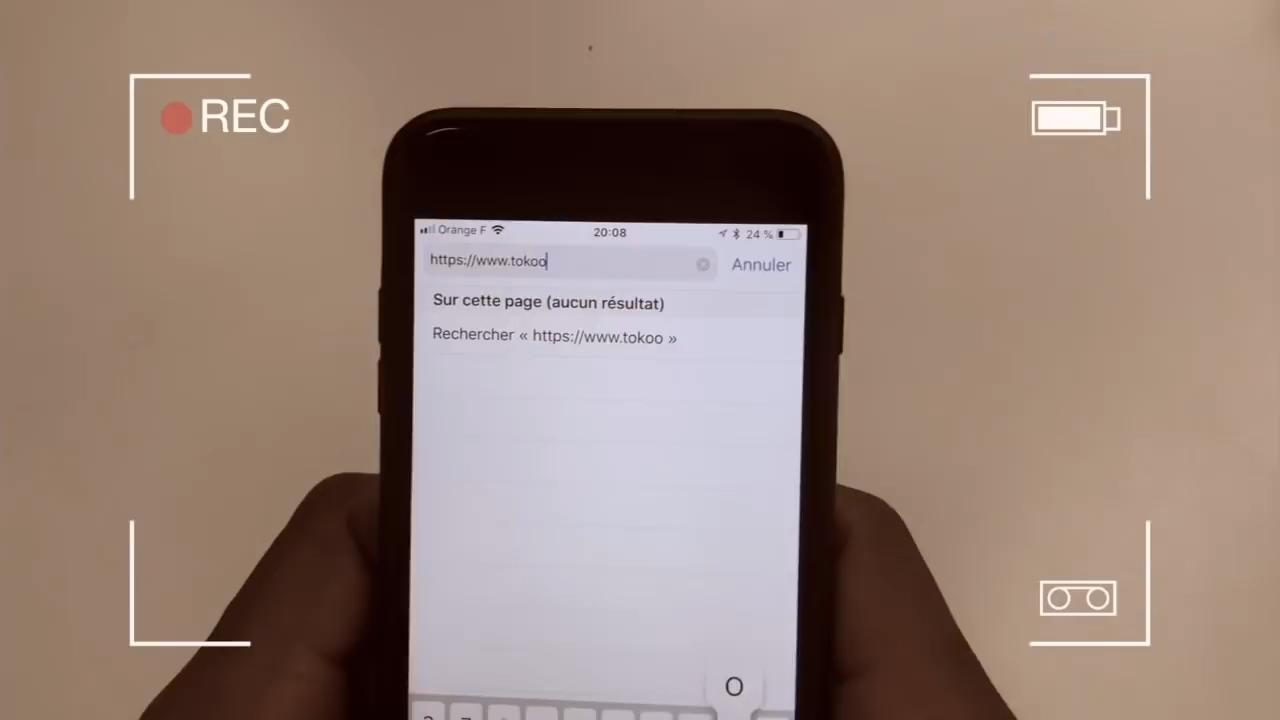 REC
Orange F 20:08 24 %
https://www.tokoo Annuler
Sur cette page (aucun résultat)
Rechercher « https://www.tokoo »
O